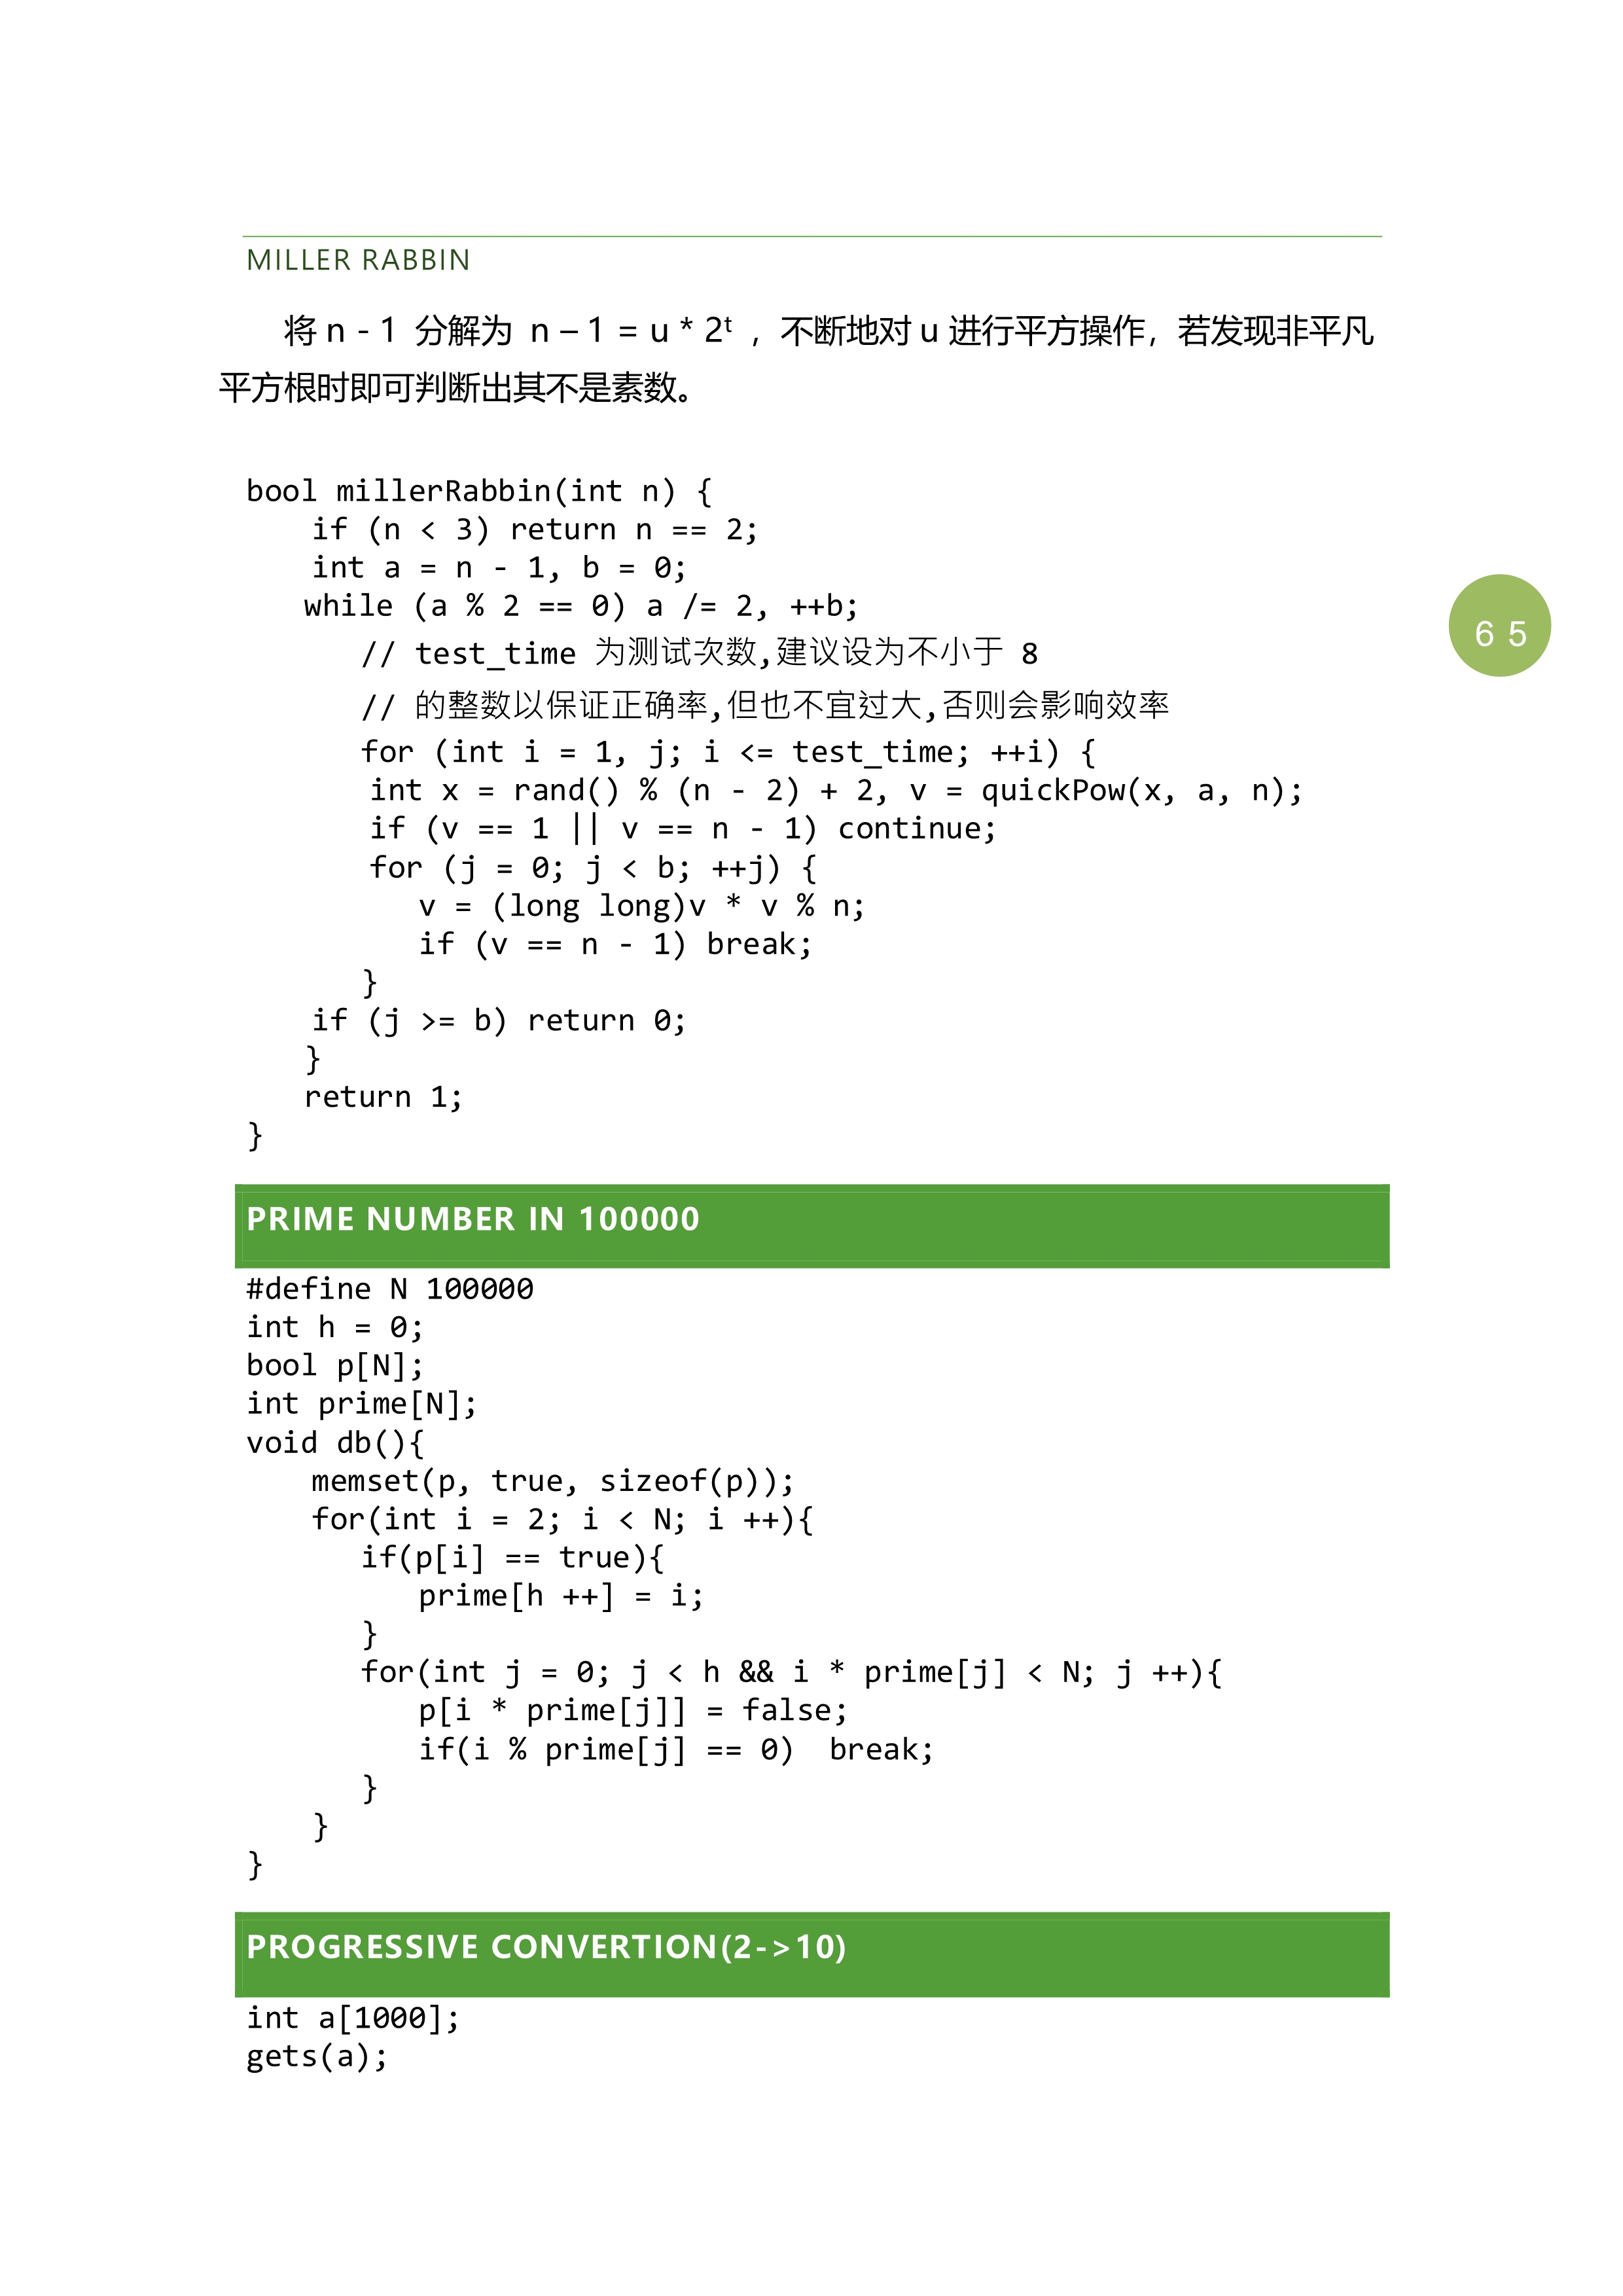 MILLER RABBIN
将 n - 1 分解为 n – 1 = u * 2ᵗ ，不断地对 u 进行平方操作，若发现非平凡
平方根时即可判断出其不是素数。
bool millerRabbin(int n) {
if (n < 3) return n == 2;
int a = n - 1, b = 0;
while (a % 2 == 0) a /= 2, ++b;
// test_time 为测试次数,建议设为不小于 8
// 的整数以保证正确率,但也不宜过大,否则会影响效率
for (int i = 1, j; i <= test_time; ++i) {
int x = rand() % (n - 2) + 2, v = quickPow(x, a, n);
if (v == 1 || v == n - 1) continue;
for (j = 0; j < b; ++j) {
v = (long long)v * v % n;
if (v == n - 1) break;
}
if (j >= b) return 0;
}
return 1;
}
65
PRIME NUMBER IN 100000
#define N 100000
int h = 0;
bool p[N];
int prime[N];
void db(){
memset(p, true, sizeof(p));
for(int i = 2; i < N; i ++){
if(p[i] == true){
prime[h ++] = i;
}
for(int j = 0; j < h && i * prime[j] < N; j ++){
p[i * prime[j]] = false;
if(i % prime[j] == 0)  break;
}
}
}
PROGRESSIVE CONVERTION(2->10)
int a[1000];
gets(a);